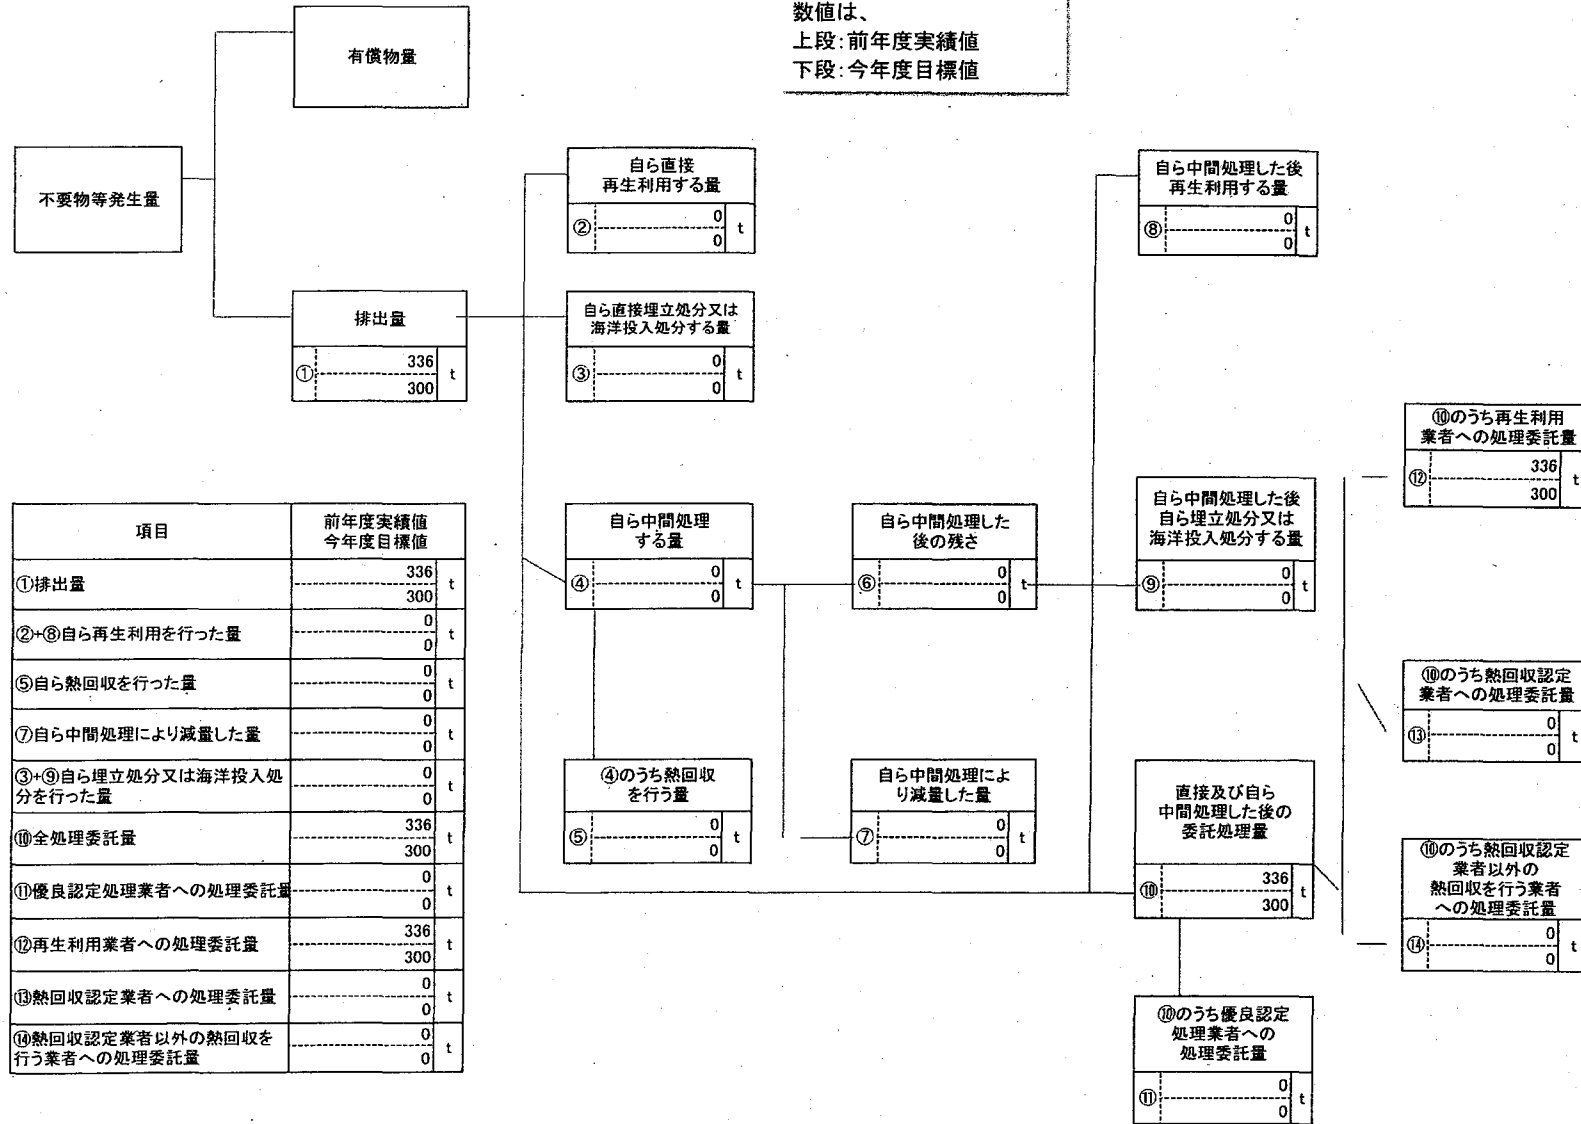 数値は、
上段:前年度実績値
下段:今年度目標値
有償物量
不要物等発生量
排出量
①
336
300
t
自ら直接
再生利用する量
②
0
0
t
自ら直接埋立処分又は
海洋投入処分する量
③
0
0
t
自ら中間処理
する量
④
0
0
t
④のうち熱回収
を行う量
⑤
0
0
t
自ら中間処理した
後の残さ
⑥
0
0
t
自ら中間処理によ
り減量した量
⑦
0
0
t
自ら中間処理した後
再生利用する量
⑧
0
0
t
自ら中間処理した後
自ら埋立処分又は
海洋投入処分する量
⑨
0
0
t
直接及び自ら
中間処理した後の
委託処理量
⑩
336
300
t
⑩のうち優良認定
処理業者への
処理委託量
⑪
0
0
t
⑩のうち再生利用
業者への処理委託量
⑫
336
300
t
⑩のうち熱回収認定
業者への処理委託量
⑬
0
0
t
⑩のうち熱回収認定
業者以外の
熱回収を行う業者
への処理委託量
⑭
0
0
t
項目
前年度実績値
今年度目標値
①排出量
336
300
t
②+⑧自ら再生利用を行った量
0
0
t
⑤自ら熱回収を行った量
0
0
t
⑦自ら中間処理により減量した量
0
0
t
③+⑨自ら埋立処分又は海洋投入処
分を行った量
0
0
t
⑩全処理委託量
336
300
t
⑪優良認定処理業者への処理委託量
0
0
t
⑫再生利用業者への処理委託量
336
300
t
⑬熱回収認定業者への処理委託量
0
0
t
⑭熱回収認定業者以外の熱回収を
行う業者への処理委託量
0
0
t